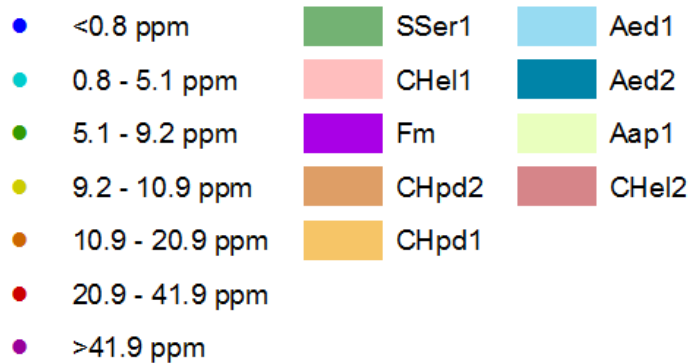 <0.8 ppm
0.8 - 5.1 ppm
5.1 - 9.2 ppm
9.2 - 10.9 ppm
10.9 - 20.9 ppm
20.9 - 41.9 ppm
>41.9 ppm
SSer1
CHel1
Fm
CHpd2
CHpd1
Aed1
Aed2
Aap1
CHel2